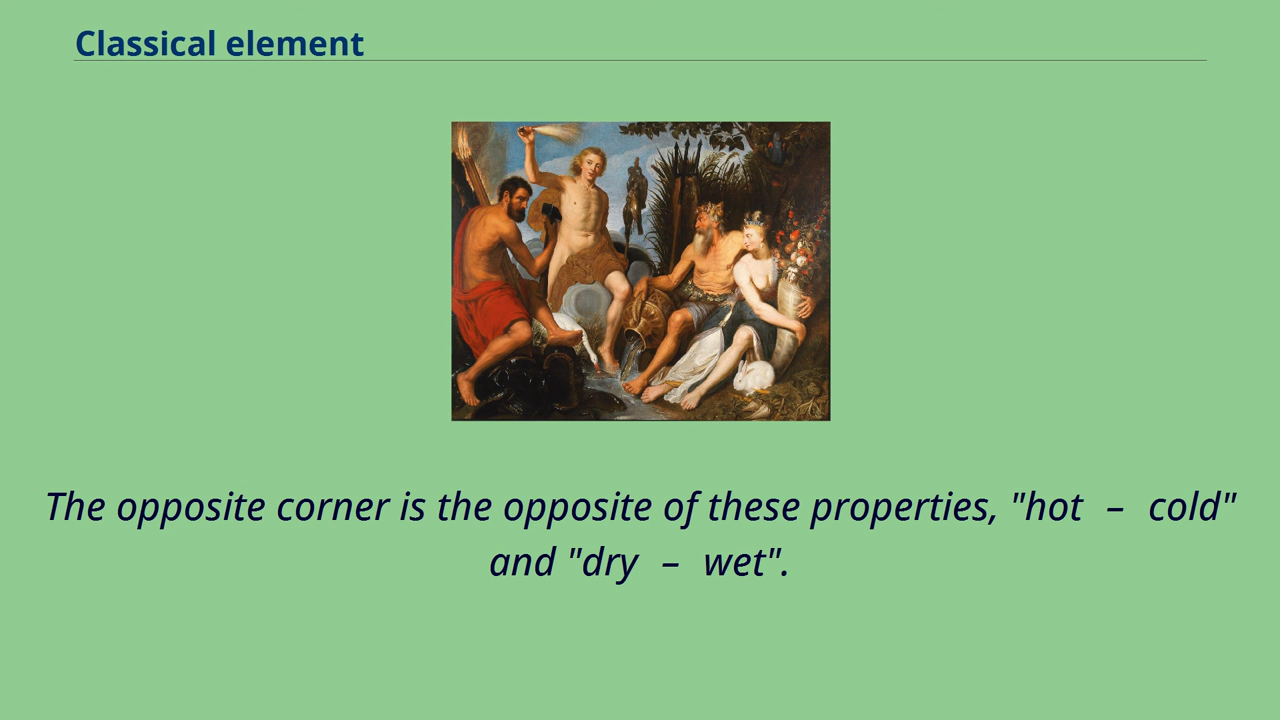 Classical element
The opposite corner is the opposite of these properties, "hot – cold"
and "dry – wet".